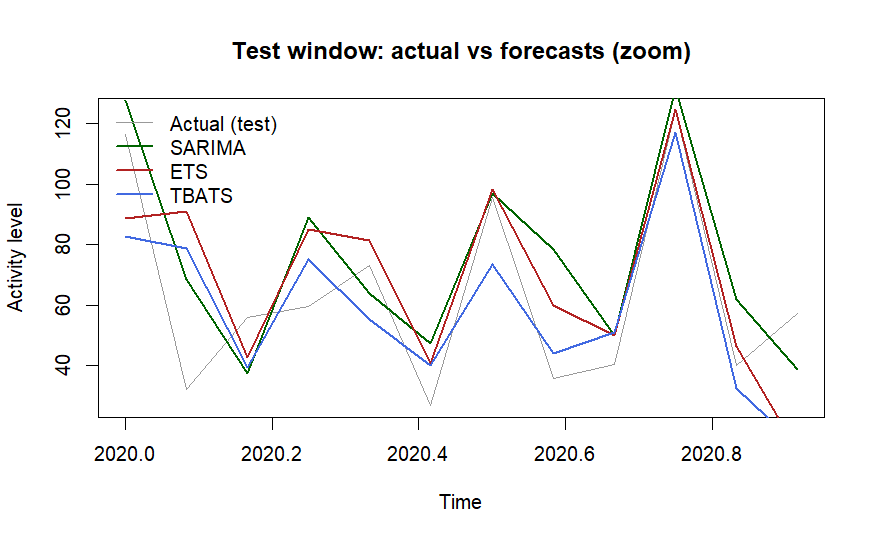 Test window: actual vs forecasts (zoom)
Activity level
120
100
80
60
40
Actual (test)
SARIMA
ETS
TBATS
2020.0
2020.2
2020.4
2020.6
2020.8
Time